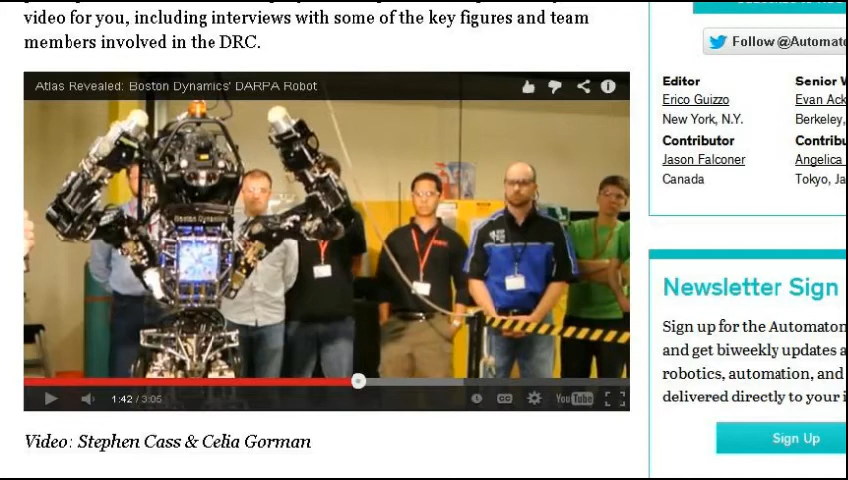 video for you, including interviews with some of the key figures and team
members involved in the DRC.
Atlas Revealed: Boston Dynamics' DARPA Robot
Boston Dynamics
1:42 / 3:05
CC
YouTube
Video: Stephen Cass & Celia Gorman
Follow @Automato
Editor
Erico Guizzo
New York, N.Y.
Contributor
Jason Falconer
Canada
Senior W
Evan Ack
Berkeley,
Contribu
Angelica
Tokyo, Ja
Newsletter Sign
Sign up for the Automaton
and get biweekly updates a
robotics, automation, and
delivered directly to your i
Sign Up